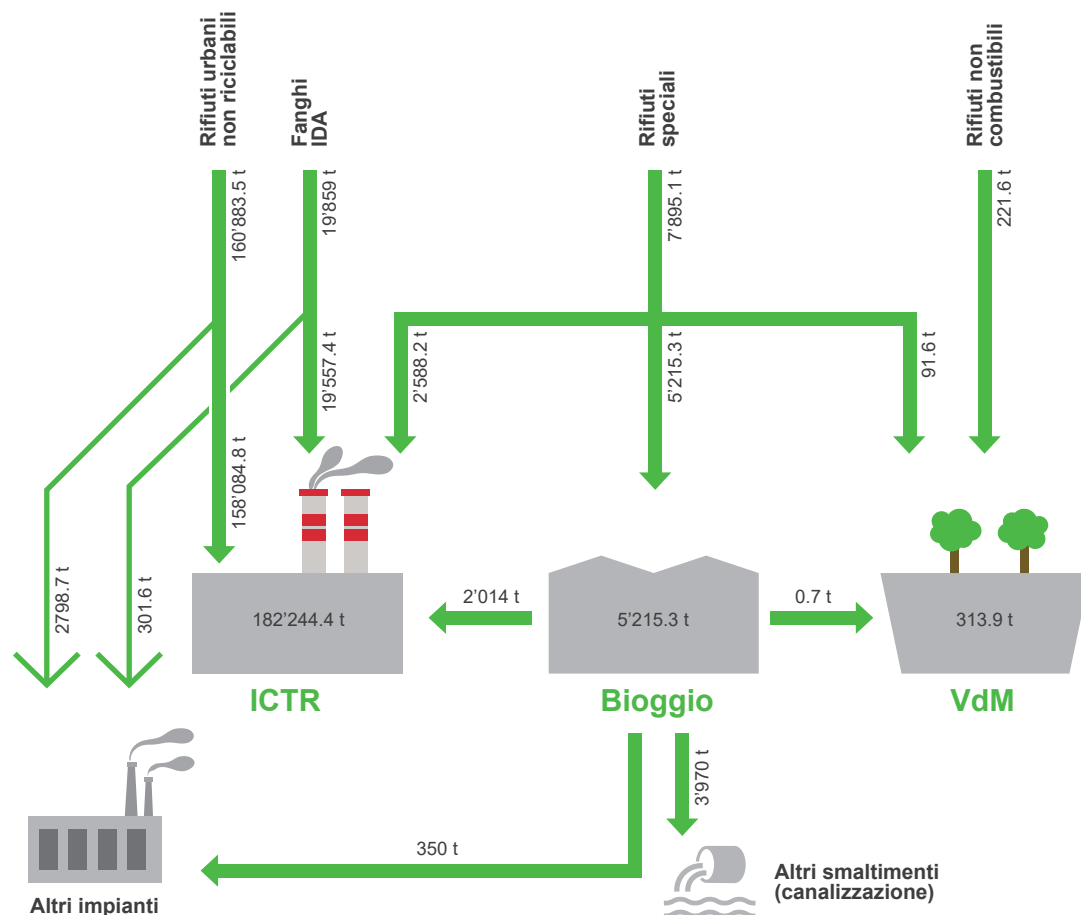 Rifiuti urbani
non riciclabili
Fanghi
IDA
Rifiuti
speciali
Rifiuti non
combustibili
160’883.5 t
19’859 t
7’895.1 t
221.6 t
19’557.4 t
2’588.2 t
5’215.3 t
91.6 t
158’084.8 t
2798.7 t
301.6 t
2’014 t
0.7 t
182’244.4 t
5’215.3 t
313.9 t
ICTR
Bioggio
VdM
3’970 t
350 t
Altri impianti
Altri smaltimenti
(canalizzazione)